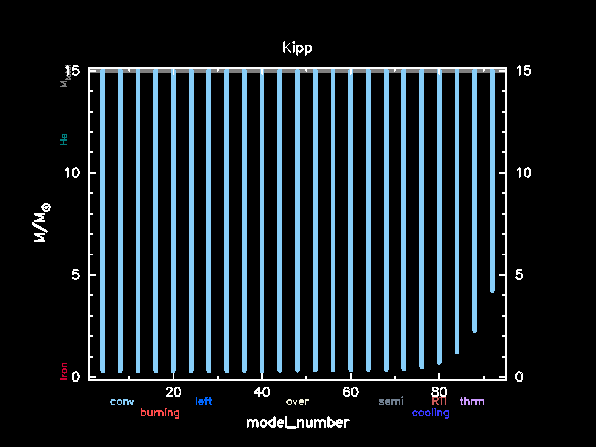 Kipp
15 15
He
10 10
M/M⊙
5 5
Iron
0 0
20 40 60 80
conv left over semi RTI thrm
burning cooling
model_number